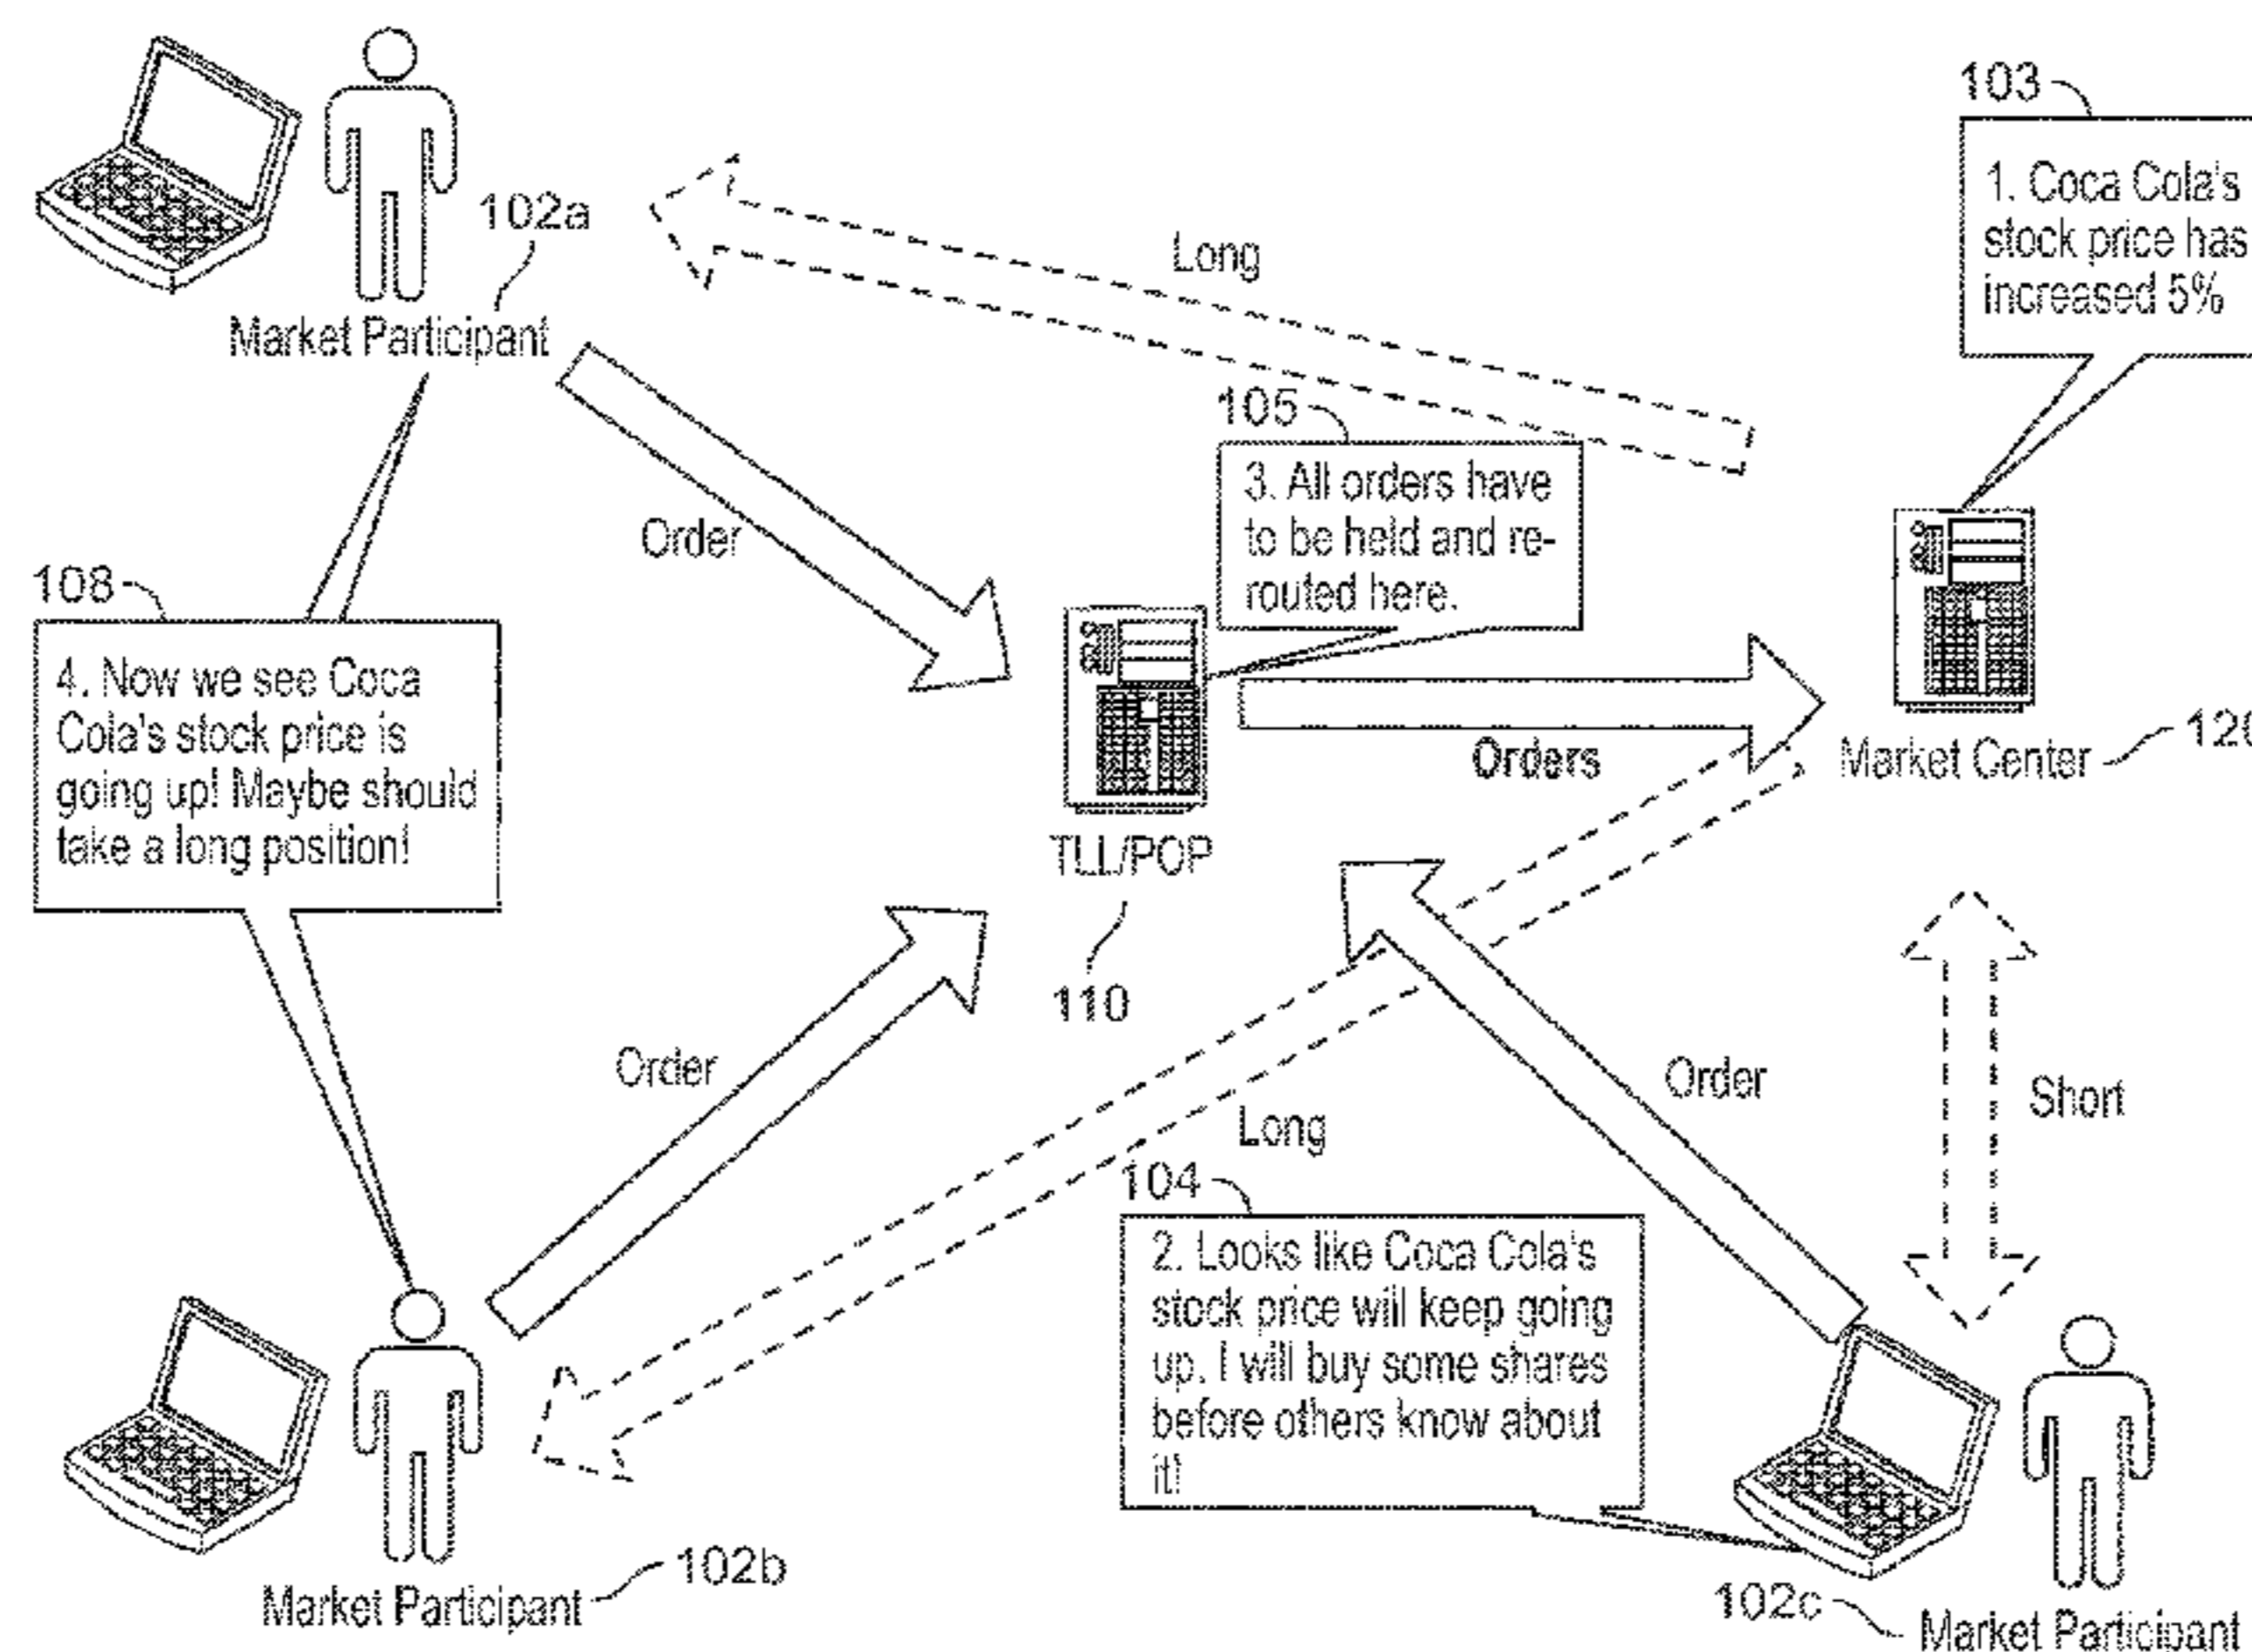 103
1. Coca Cola's
stock price has
increased 5%
102a
Market Participant
Long
105
3. All orders have
to be held and re-
routed here.
Order
108
4. Now we see Coca
Cola's stock price is
going up! Maybe should
take a long position!
Orders
Market Center
120
TLL/POP
110
Order
Order
Short
Long
104
2. Looks like Coca Cola's
stock price will keep going
up. I will buy some shares
before others know about
it!
102b
Market Participant
102c
Market Participant